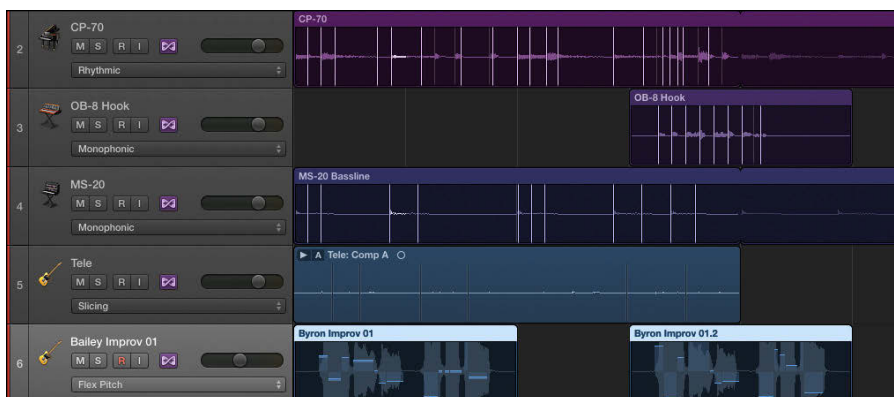 CP-70
CP-70
2
M S R I
Rhythmic
OB-8 Hook
OB-8 Hook
3
M S R I
Monophonic
MS-20
MS-20 Bassline
4
M S R I
Monophonic
Tele
A Tele: Comp A
5
M S R I
Slicing
Bailey Improv 01
Byron Improv 01
Byron Improv 01.2
6
M S R I
Flex Pitch